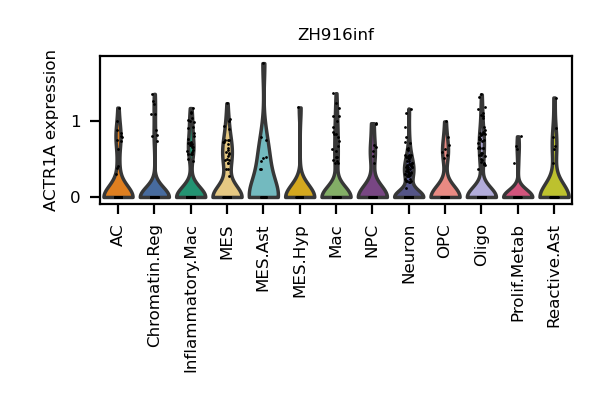 ZH916inf
ACTR1A expression
1
0
AC
Chromatin.Reg
Inflammatory.Mac
MES
MES.Ast
MES.Hyp
Mac
NPC
Neuron
OPC
Oligo
Prolif.Metab
Reactive.Ast